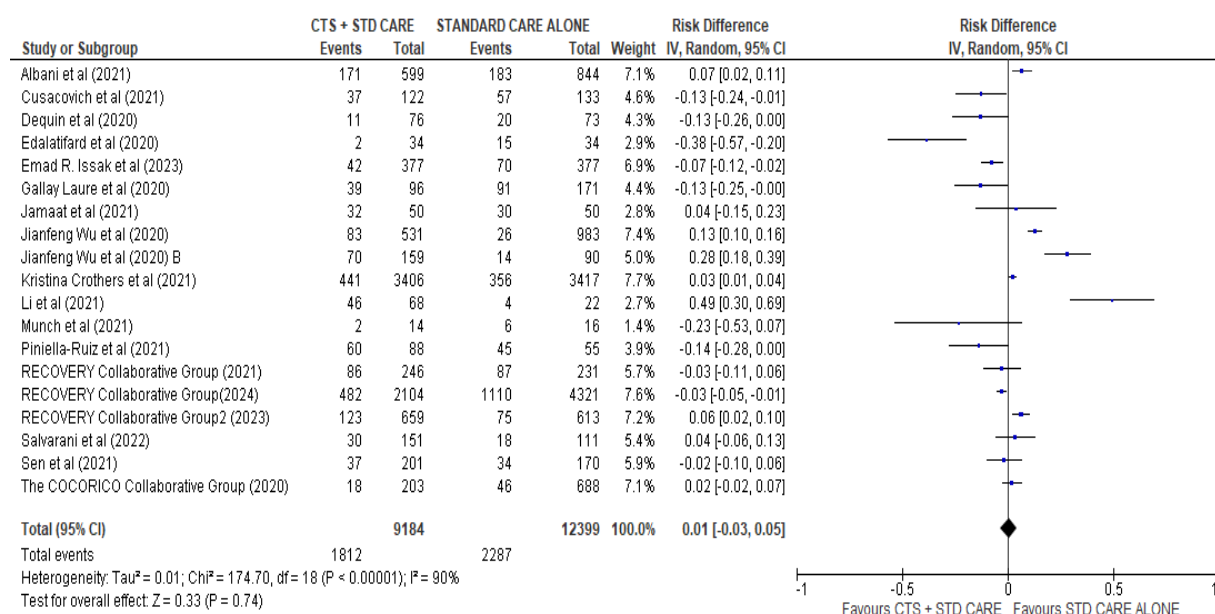 CTS + STD CARE STANDARD CARE ALONE Risk Difference Risk Difference
Study or Subgroup Events Total Events Total Weight IV, Random, 95% CI IV, Random, 95% CI
Albani et al (2021) 171 599 183 844 7.1% 0.07 [0.02, 0.11]
Cusacovich et al (2021) 37 122 57 133 4.6% -0.13 [-0.24, -0.01]
Dequin et al (2020) 11 76 20 73 4.3% -0.13 [-0.26, 0.00]
Edalatifard et al (2020) 2 34 15 34 2.9% -0.38 [-0.57, -0.20]
Emad R. Issak et al (2023) 42 377 70 377 6.9% -0.07 [-0.12, -0.02]
Gallay Laure et al (2020) 39 96 91 171 4.4% -0.13 [-0.25, -0.00]
Jamaat et al (2021) 32 50 30 50 2.8% 0.04 [-0.15, 0.23]
Jianfeng Wu et al (2020) 83 531 26 983 7.4% 0.13 [0.10, 0.16]
Jianfeng Wu et al (2020) B 70 159 14 90 5.0% 0.28 [0.18, 0.39]
Kristina Crothers et al (2021) 441 3406 356 3417 7.6% 0.03 [0.01, 0.04]
Li et al (2021) 46 68 4 22 2.7% 0.49 [0.30, 0.69]
Munch et al (2021) 2 14 6 16 1.4% -0.23 [-0.53, 0.07]
Piniella-Ruiz et al (2021) 60 88 45 55 3.9% -0.14 [-0.28, 0.00]
RECOVERY Collaborative Group (2021) 86 246 87 231 5.7% -0.03 [-0.11, 0.06]
RECOVERY Collaborative Group(2024) 482 2104 1110 4321 7.6% -0.03 [-0.05, -0.01]
RECOVERY Collaborative Group2 (2023) 123 659 75 613 7.2% 0.06 [0.02, 0.10]
Salvarani et al (2022) 30 151 18 111 5.4% 0.04 [-0.06, 0.13]
Sen et al (2021) 37 201 34 170 5.9% -0.02 [-0.10, 0.06]
The COCORICO Collaborative Group (2020) 18 203 46 688 7.1% 0.02 [-0.02, 0.07]
Total (95% CI) 9184 12399 100.0% 0.01 [-0.03, 0.05]
Total events 1812 2287
Heterogeneity: Tau² = 0.01; Chi² = 174.70, df = 18 (P < 0.00001); I² = 90%
Test for overall effect: Z = 0.33 (P = 0.74)
-1 -0.5 0 0.5 1
Favours CTS + STD CARE Favours STD CARE ALONE